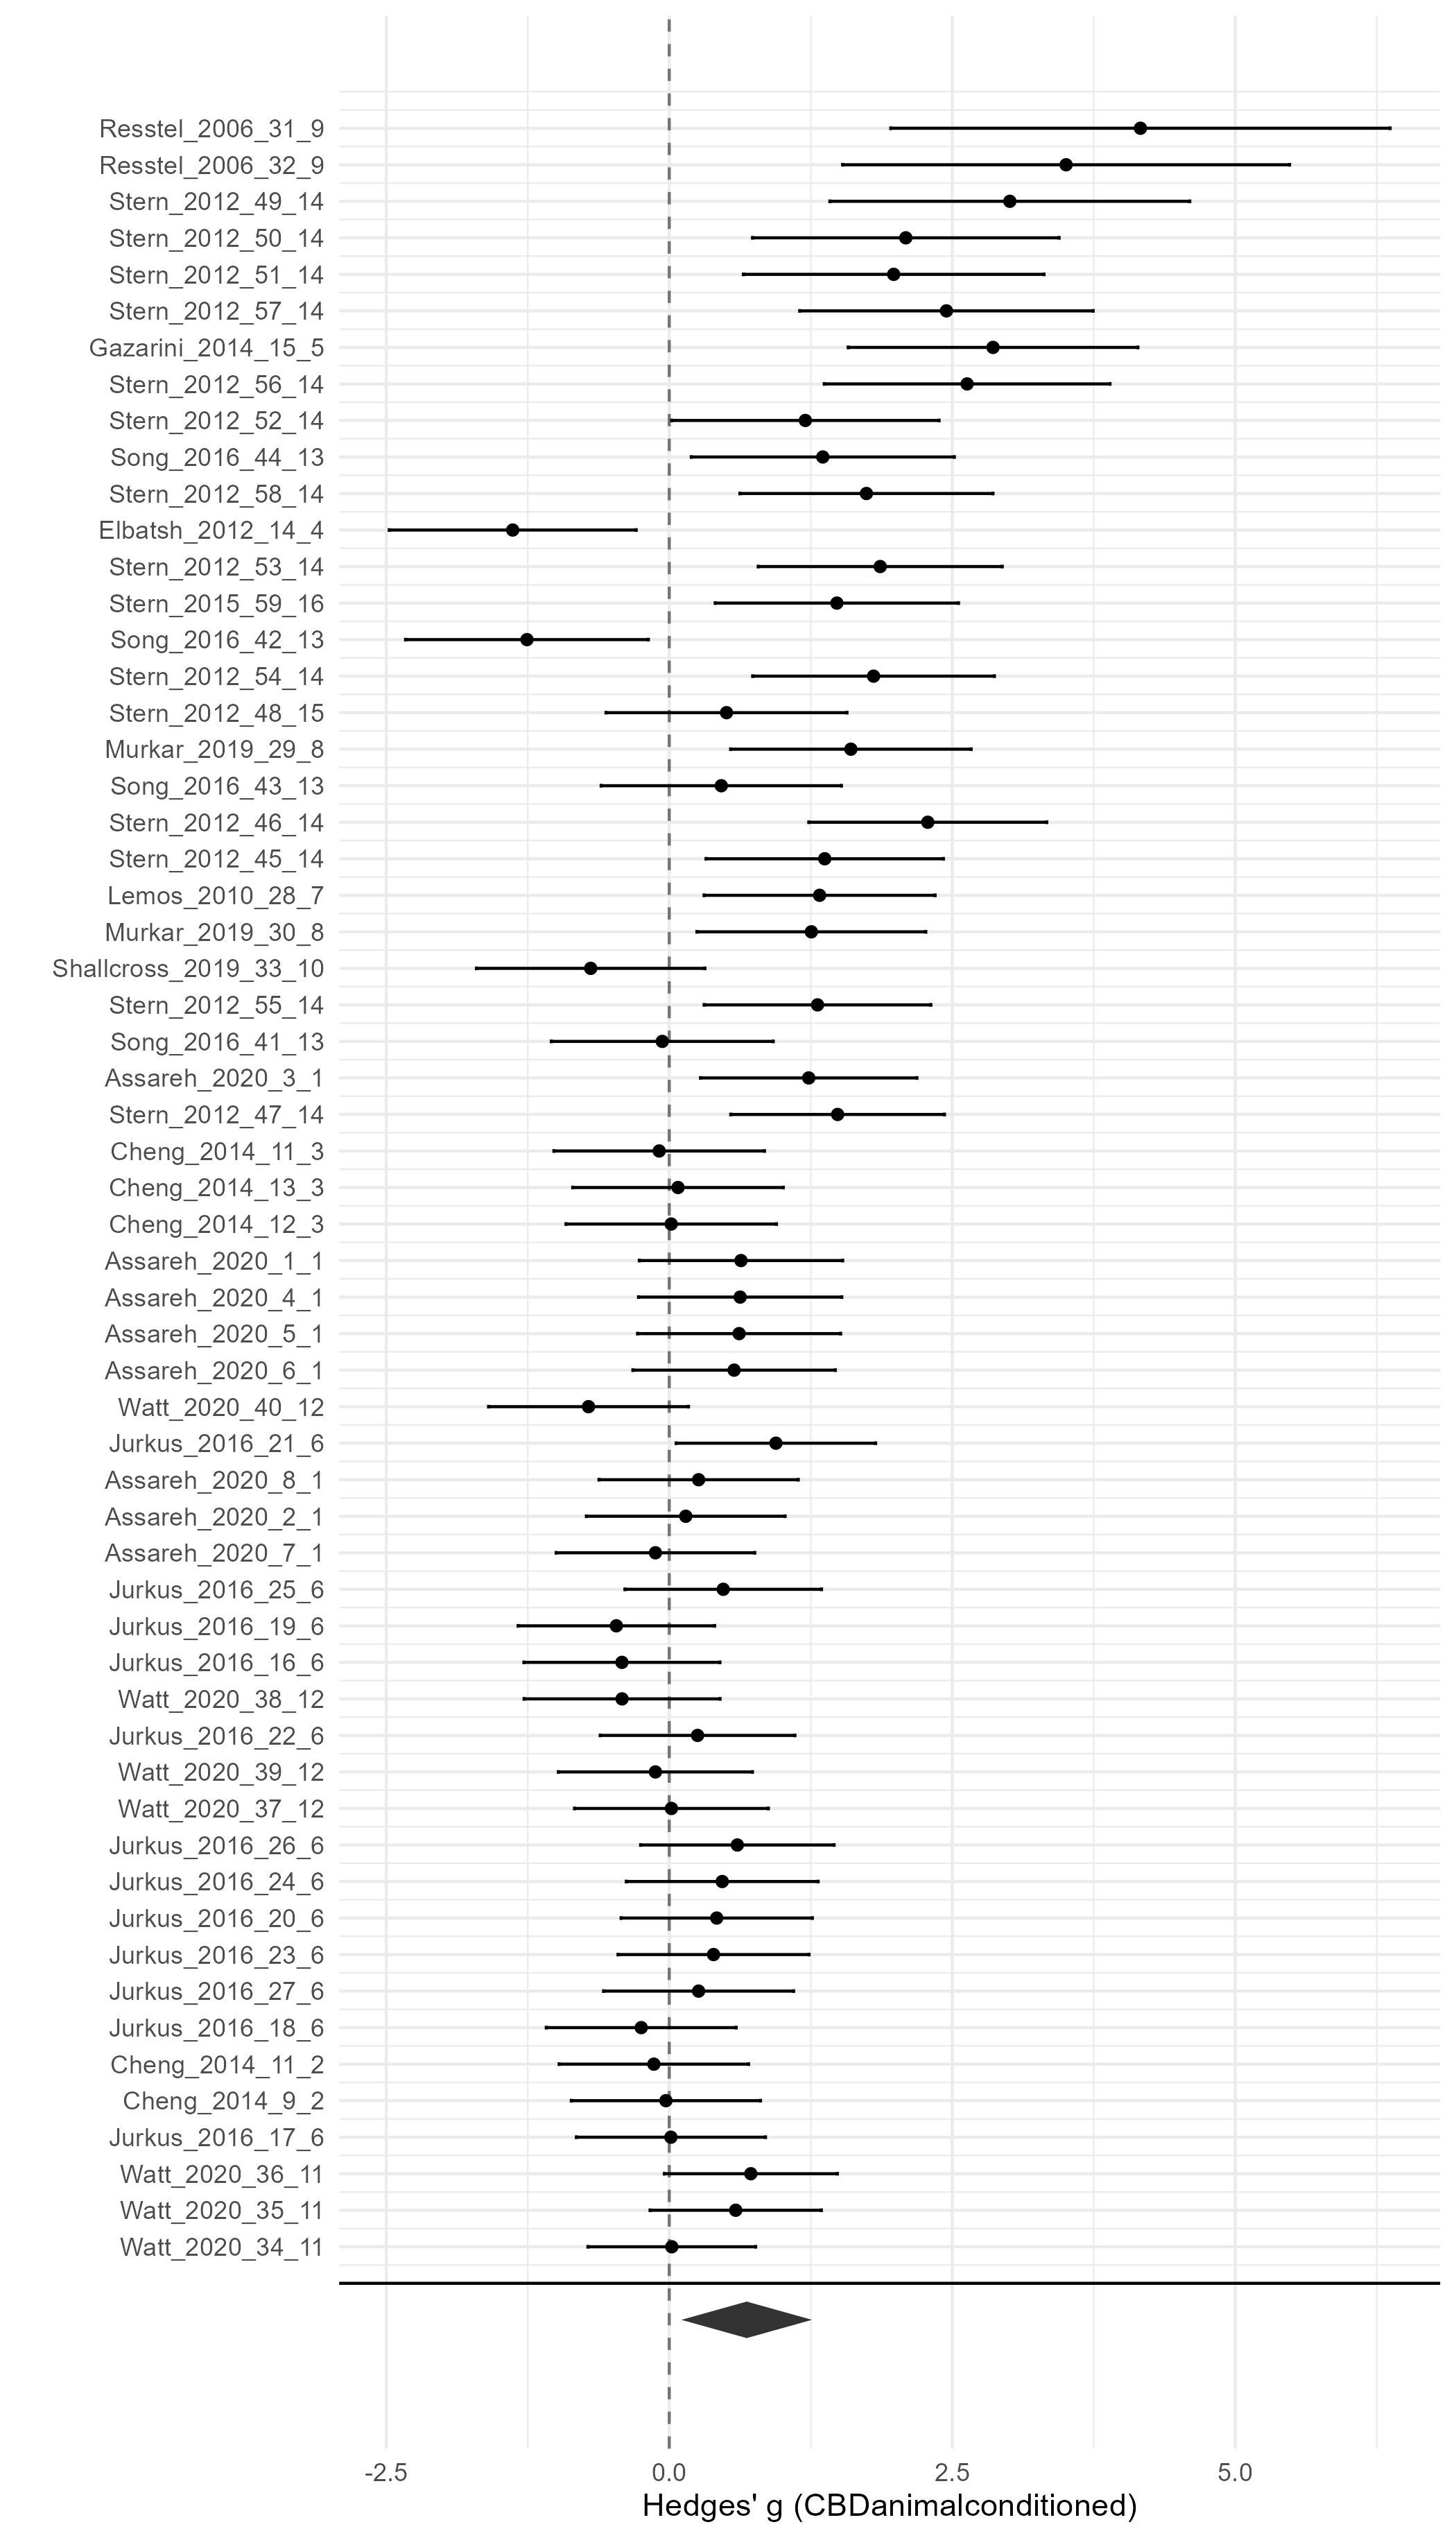 Resstel_2006_31_9
Resstel_2006_32_9
Stern_2012_49_14
Stern_2012_50_14
Stern_2012_51_14
Stern_2012_57_14
Gazarini_2014_15_5
Stern_2012_56_14
Stern_2012_52_14
Song_2016_44_13
Stern_2012_58_14
Elbatsh_2012_14_4
Stern_2012_53_14
Stern_2015_59_16
Song_2016_42_13
Stern_2012_54_14
Stern_2012_48_15
Murkar_2019_29_8
Song_2016_43_13
Stern_2012_46_14
Stern_2012_45_14
Lemos_2010_28_7
Murkar_2019_30_8
Shallcross_2019_33_10
Stern_2012_55_14
Song_2016_41_13
Assareh_2020_3_1
Stern_2012_47_14
Cheng_2014_11_3
Cheng_2014_13_3
Cheng_2014_12_3
Assareh_2020_1_1
Assareh_2020_4_1
Assareh_2020_5_1
Assareh_2020_6_1
Watt_2020_40_12
Jurkus_2016_21_6
Assareh_2020_8_1
Assareh_2020_2_1
Assareh_2020_7_1
Jurkus_2016_25_6
Jurkus_2016_19_6
Jurkus_2016_16_6
Watt_2020_38_12
Jurkus_2016_22_6
Watt_2020_39_12
Watt_2020_37_12
Jurkus_2016_26_6
Jurkus_2016_24_6
Jurkus_2016_20_6
Jurkus_2016_23_6
Jurkus_2016_27_6
Jurkus_2016_18_6
Cheng_2014_11_2
Cheng_2014_9_2
Jurkus_2016_17_6
Watt_2020_36_11
Watt_2020_35_11
Watt_2020_34_11
-2.5 0.0 2.5 5.0
Hedges' g (CBDanimalconditioned)